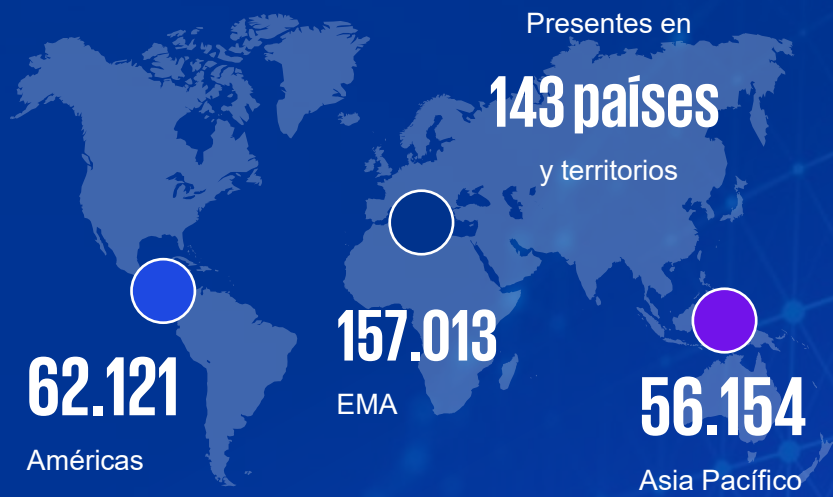 Presentes en
143 países
y territorios
62.121
Américas
157.013
EMA
56.154
Asia Pacífico